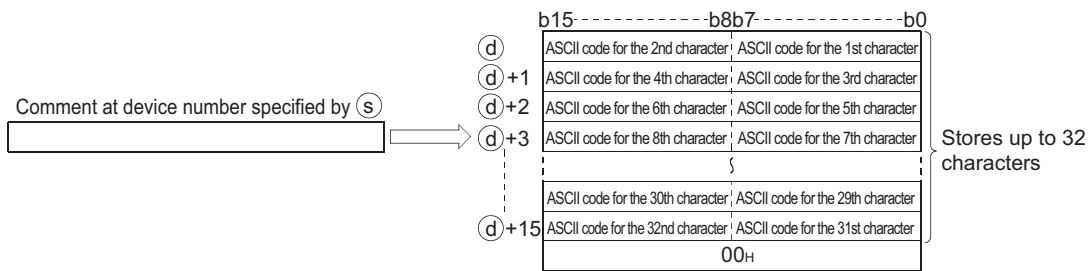 b15 b8 b7 b0
ⓓ ASCII code for the 2nd character ASCII code for the 1st character
ⓓ+1 ASCII code for the 4th character ASCII code for the 3rd character
Comment at device number specified by ⓢ
ⓓ+2 ASCII code for the 6th character ASCII code for the 5th character
ⓓ+3 ASCII code for the 8th character ASCII code for the 7th character
Stores up to 32
characters
ASCII code for the 30th character ASCII code for the 29th character
ⓓ+15 ASCII code for the 32nd character ASCII code for the 31st character
00H